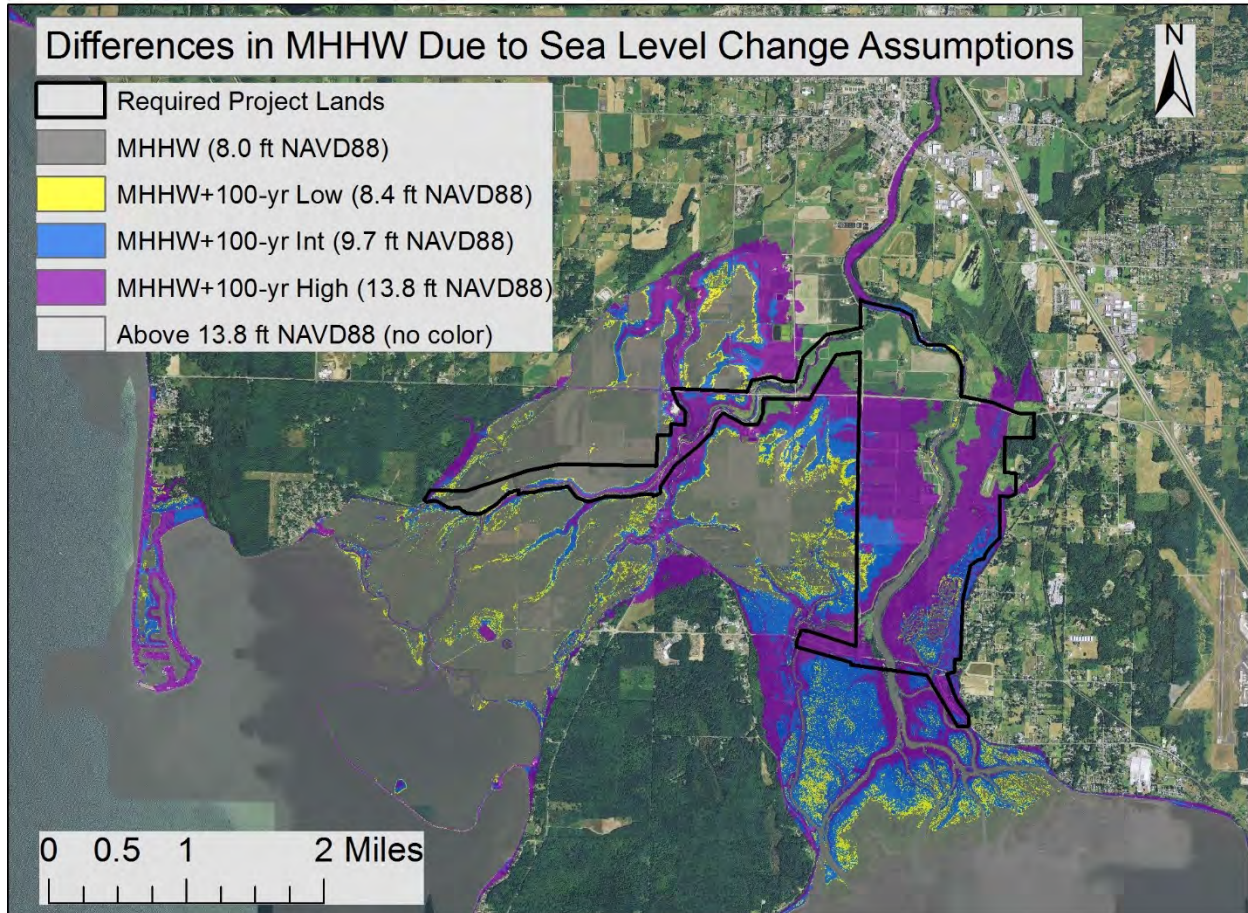 Differences in MHHW Due to Sea Level Change Assumptions
N
Required Project Lands
MHHW (8.0 ft NAVD88)
MHHW+100-yr Low (8.4 ft NAVD88)
MHHW+100-yr Int (9.7 ft NAVD88)
MHHW+100-yr High (13.8 ft NAVD88)
Above 13.8 ft NAVD88 (no color)
0 0.5 1 2 Miles